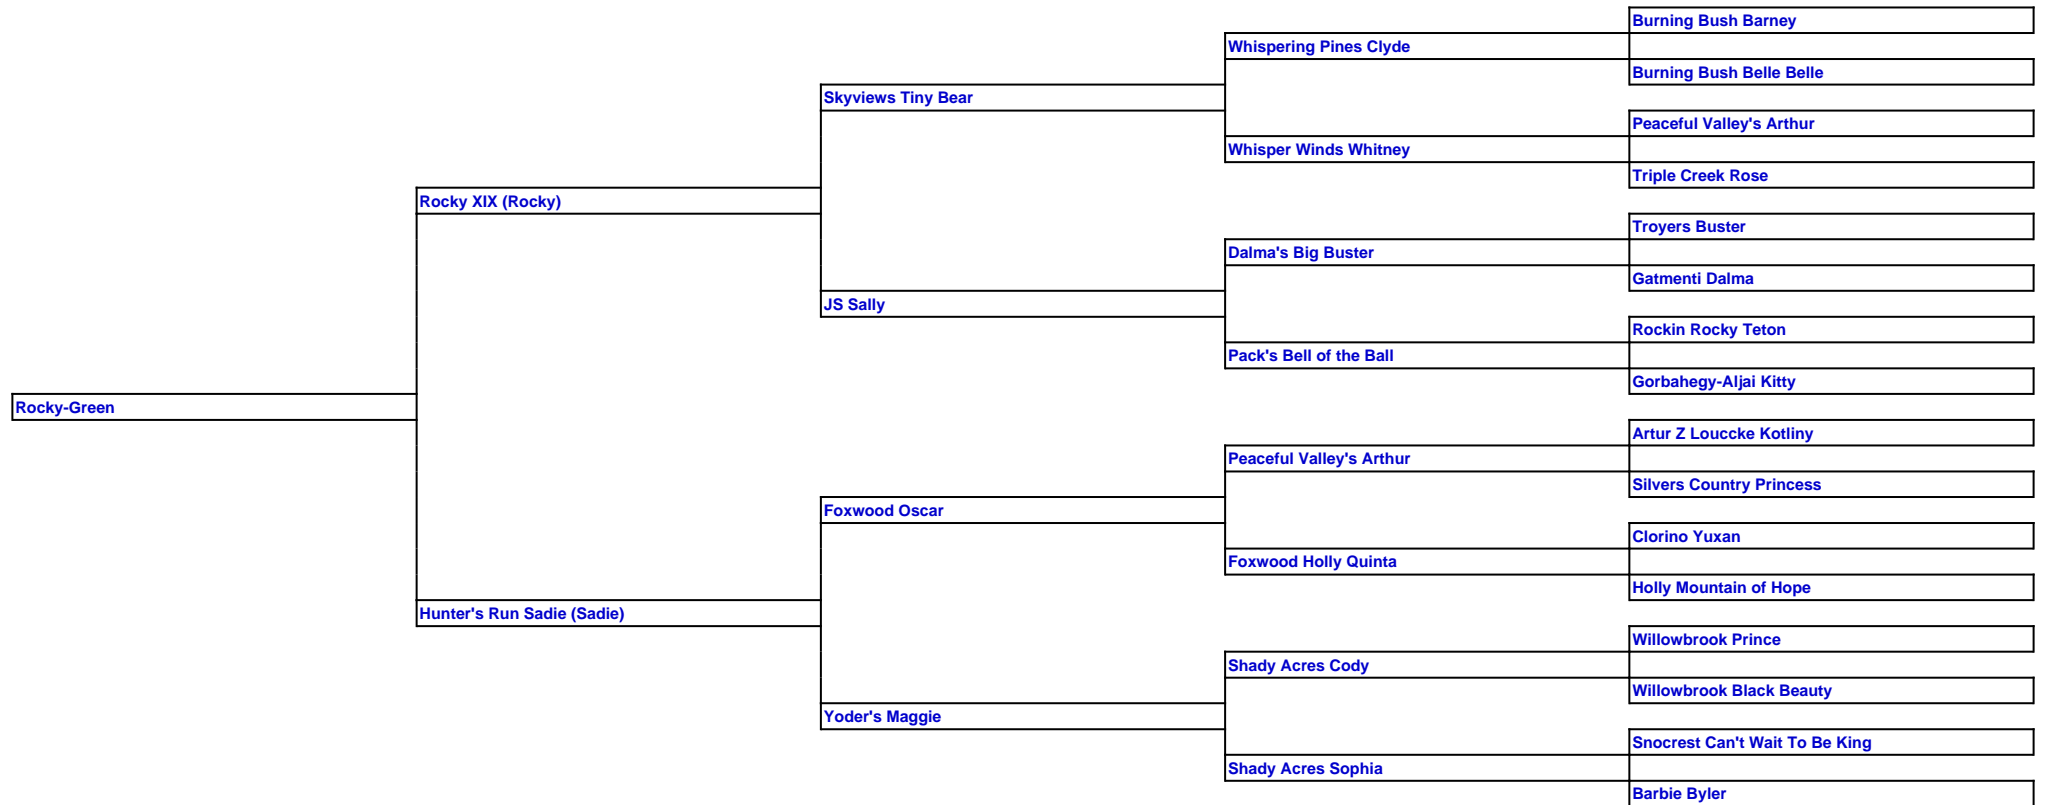 Burning Bush Barney
Whispering Pines Clyde
Burning Bush Belle Belle
Skyviews Tiny Bear
Peaceful Valley's Arthur
Whisper Winds Whitney
Triple Creek Rose
Rocky XIX (Rocky)
Troyers Buster
Dalma's Big Buster
Gatmenti Dalma
JS Sally
Rockin Rocky Teton
Pack's Bell of the Ball
Gorbahegy-Aljai Kitty
Rocky-Green
Artur Z Louccke Kotliny
Peaceful Valley's Arthur
Silvers Country Princess
Foxwood Oscar
Clorino Yuxan
Foxwood Holly Quinta
Holly Mountain of Hope
Hunter's Run Sadie (Sadie)
Willowbrook Prince
Shady Acres Cody
Willowbrook Black Beauty
Yoder's Maggie
Snocrest Can't Wait To Be King
Shady Acres Sophia
Barbie Byler